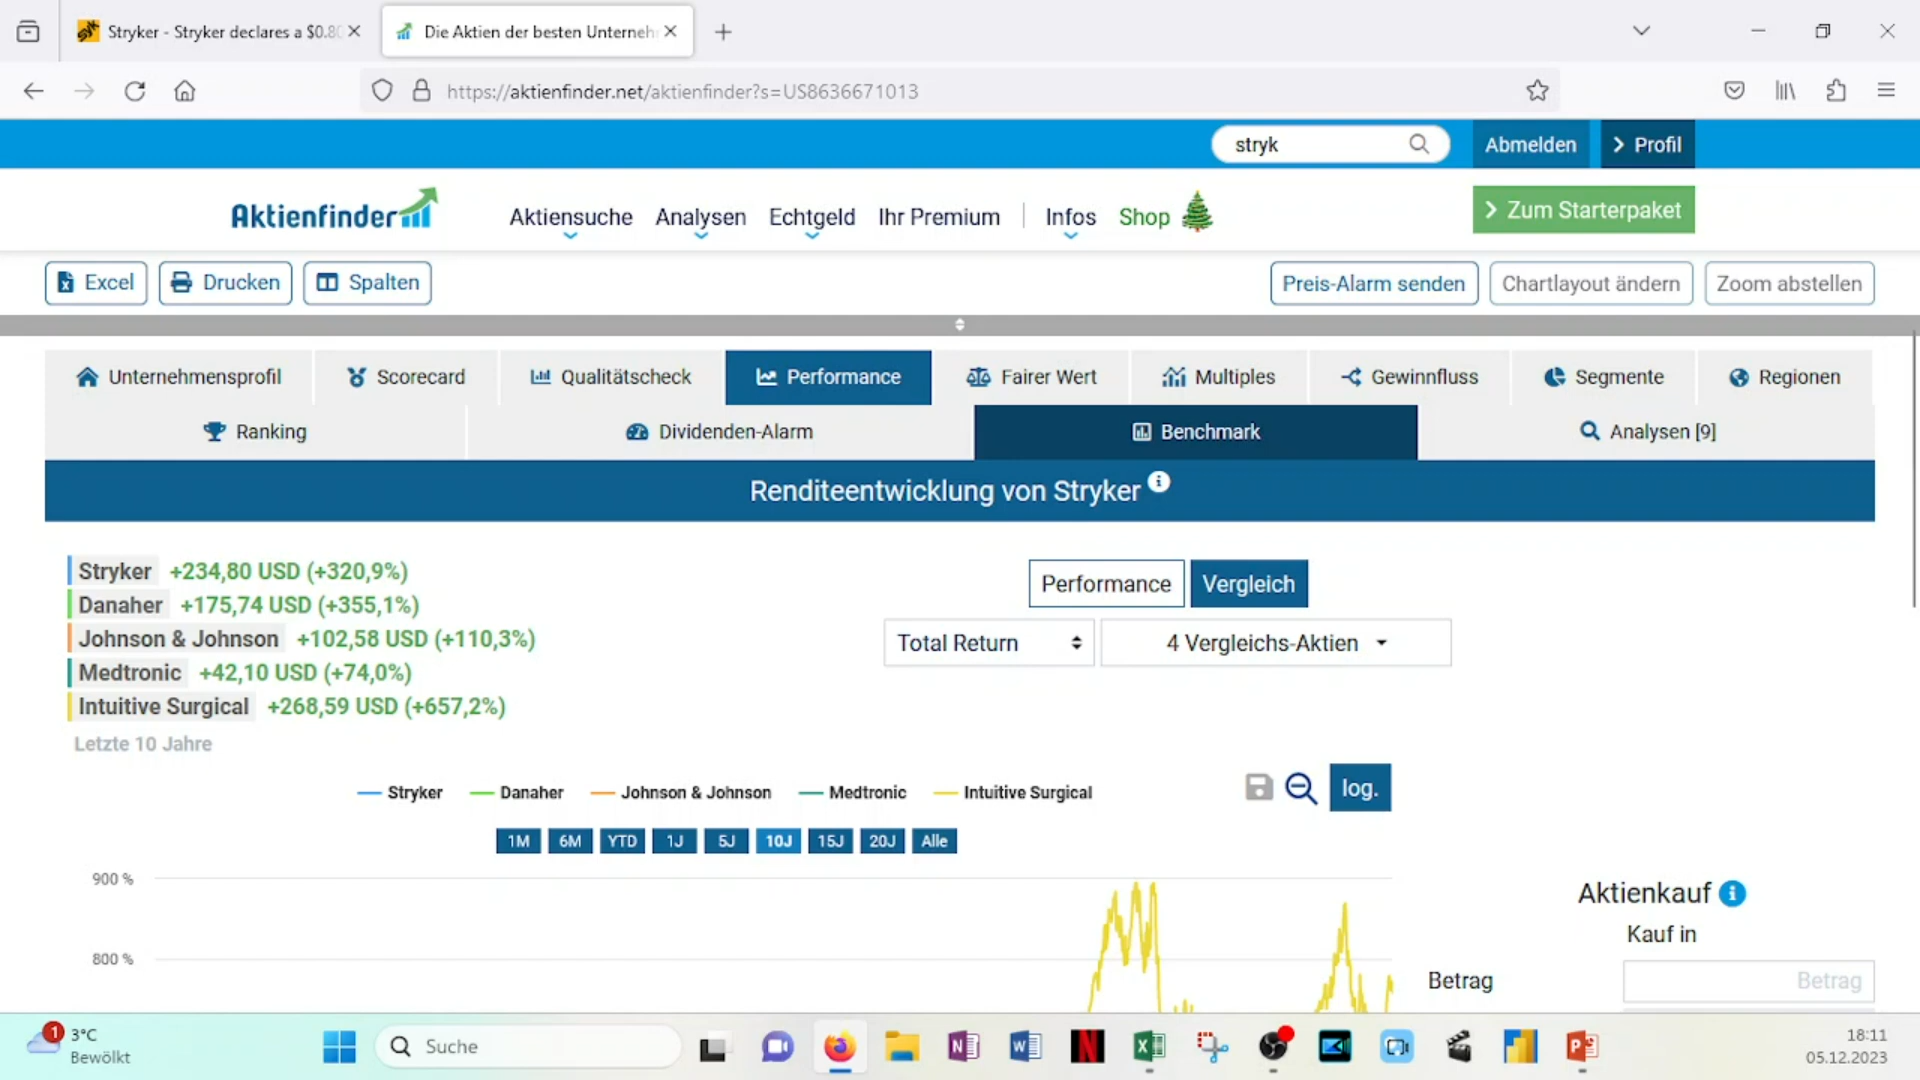 Stryker - Stryker declares a $0.80
Die Aktien der besten Unterneh
https://aktienfinder.net/aktienfinder?s=US8636671013
stryk
Abmelden
Profil
Aktienfinder
Aktiensuche
Analysen
Echtgeld
Ihr Premium
Infos
Shop
Zum Starterpaket
Excel
Drucken
Spalten
Preis-Alarm senden
Chartlayout ändern
Zoom abstellen
Unternehmensprofil
Scorecard
Qualitätscheck
Performance
Fairer Wert
Multiples
Gewinnfluss
Segmente
Regionen
Ranking
Dividenden-Alarm
Benchmark
Analysen [9]
Renditeentwicklung von Stryker
Stryker +234,80 USD (+320,9%)
Danaher +175,74 USD (+355,1%)
Johnson & Johnson +102,58 USD (+110,3%)
Medtronic +42,10 USD (+74,0%)
Intuitive Surgical +268,59 USD (+657,2%)
Letzte 10 Jahre
Performance
Vergleich
Total Return
4 Vergleichs-Aktien
Stryker
Danaher
Johnson & Johnson
Medtronic
Intuitive Surgical
log.
1M
6M
YTD
1J
5J
10J
15J
20J
Alle
900 %
800 %
Aktienkauf
Kauf in
Betrag
Betrag
1
3°C
Bewölkt
Suche
18:11
05.12.2023